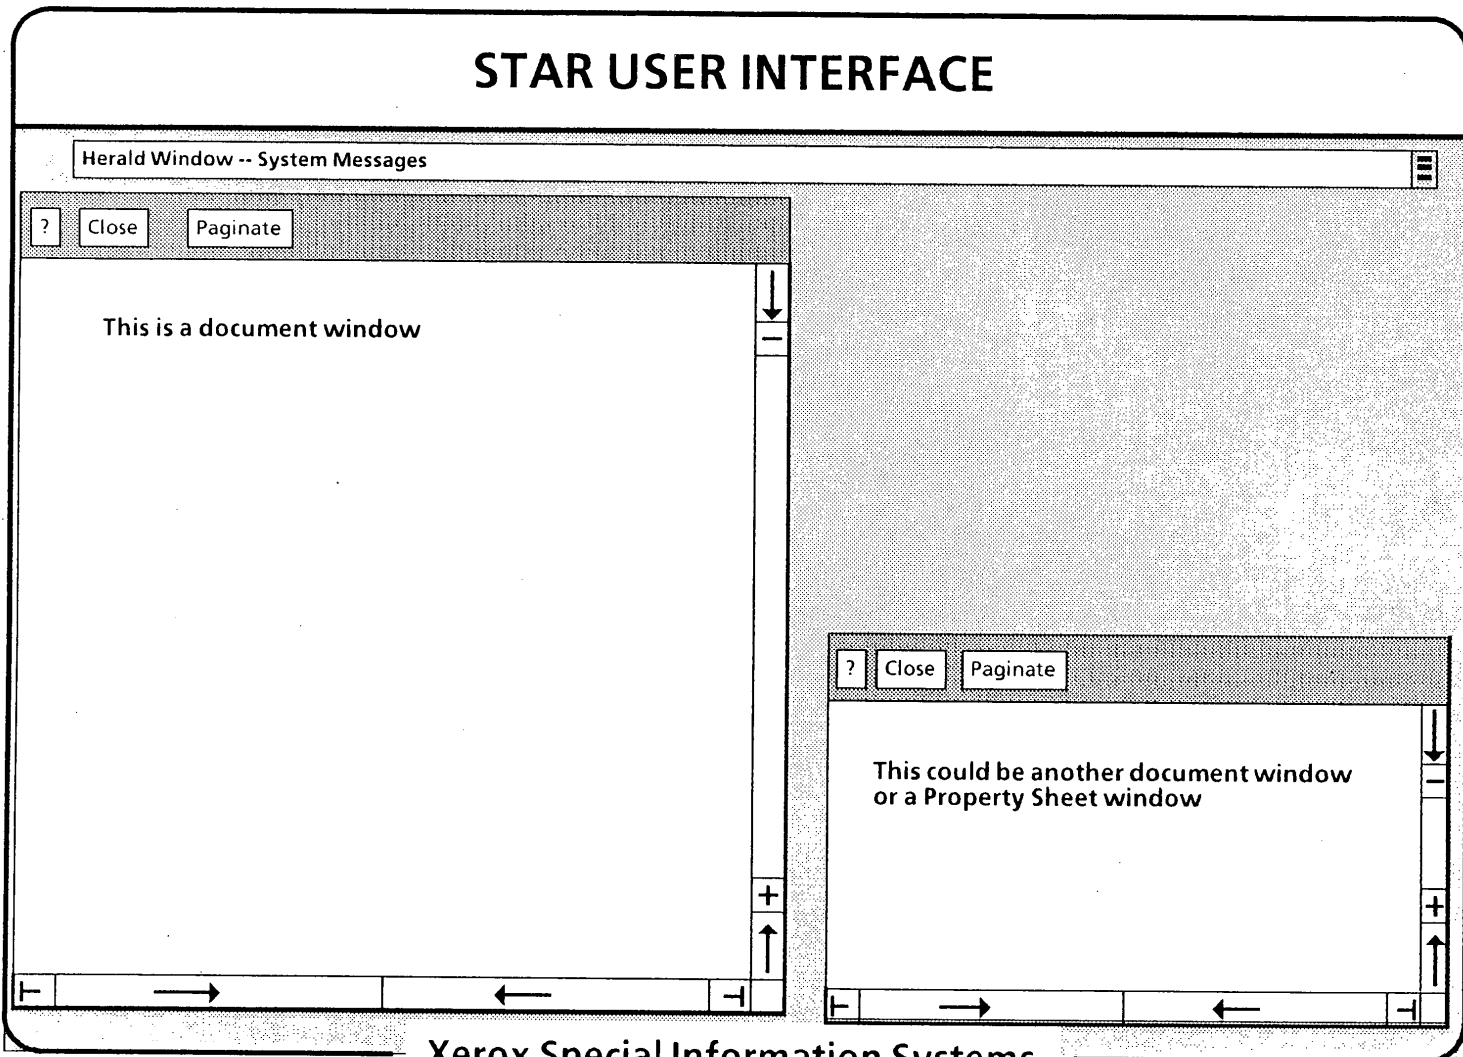 STAR USER INTERFACE
Herald Window -- System Messages
? Close Paginate
This is a document window
? Close Paginate
This could be another document window
or a Property Sheet window
Xerox Special Information Systems